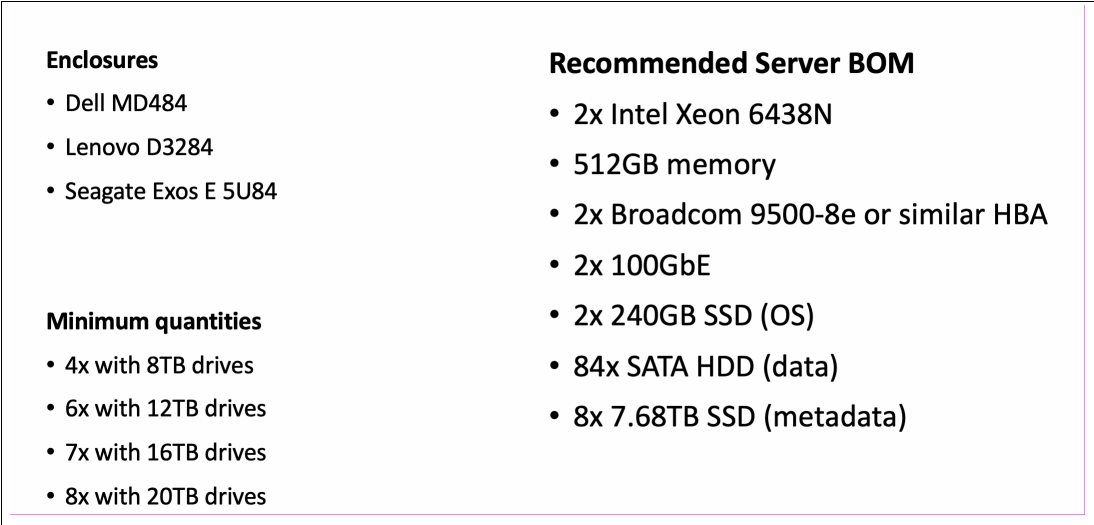 Enclosures
• Dell MD484
• Lenovo D3284
• Seagate Exos E 5U84
Minimum quantities
• 4x with 8TB drives
• 6x with 12TB drives
• 7x with 16TB drives
• 8x with 20TB drives
Recommended Server BOM
• 2x Intel Xeon 6438N
• 512GB memory
• 2x Broadcom 9500-8e or similar HBA
• 2x 100GbE
• 2x 240GB SSD (OS)
• 84x SATA HDD (data)
• 8x 7.68TB SSD (metadata)